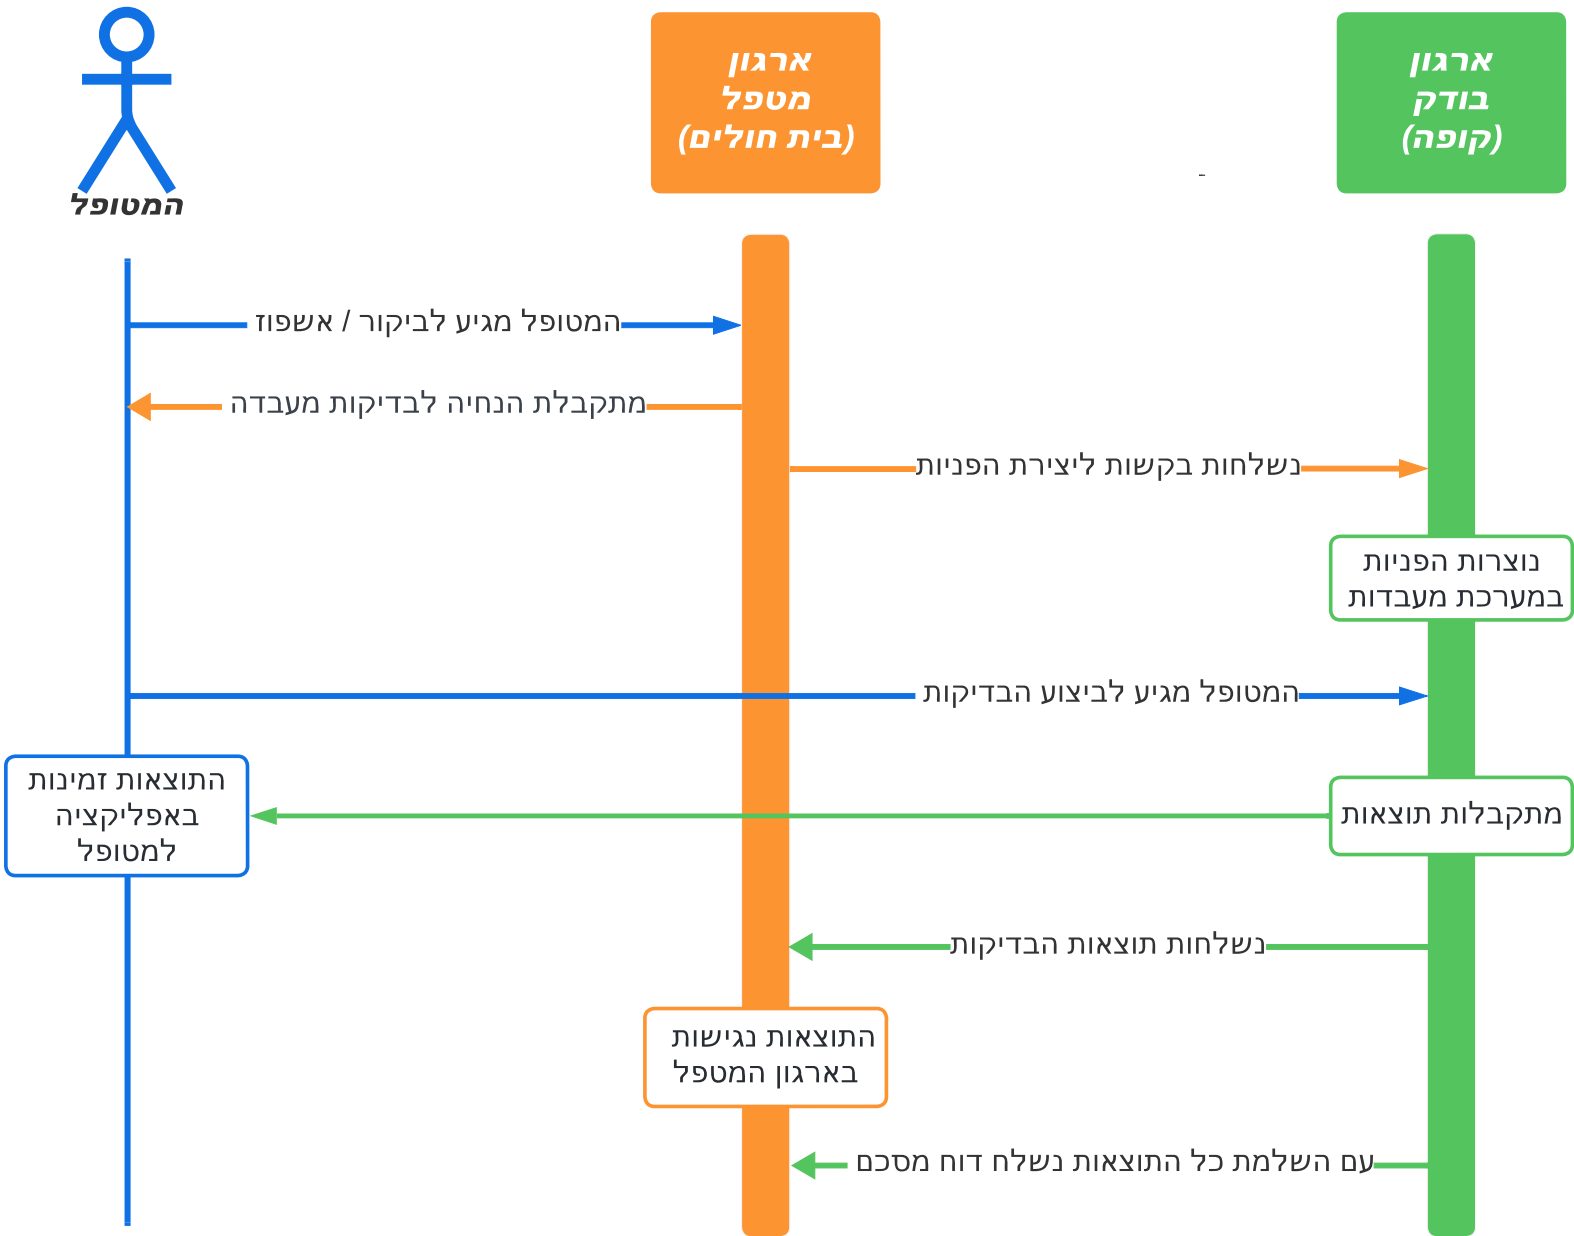 המטופל
ארגון
מטפל
(בית חולים)
ארגון
בודק
(קופה)
המטופל מגיע לביקור / אשפוז
מתקבלת הנחיה לבדיקות מעבדה
נשלחות בקשות ליצירת הפניות
נוצרות הפניות
במערכת מעבדות
המטופל מגיע לביצוע הבדיקות
מתקבלות תוצאות
התוצאות זמינות
באפליקציה
למטופל
נשלחות תוצאות הבדיקות
התוצאות נגישות
בארגון המטפל
עם השלמת כל התוצאות נשלח דוח מסכם